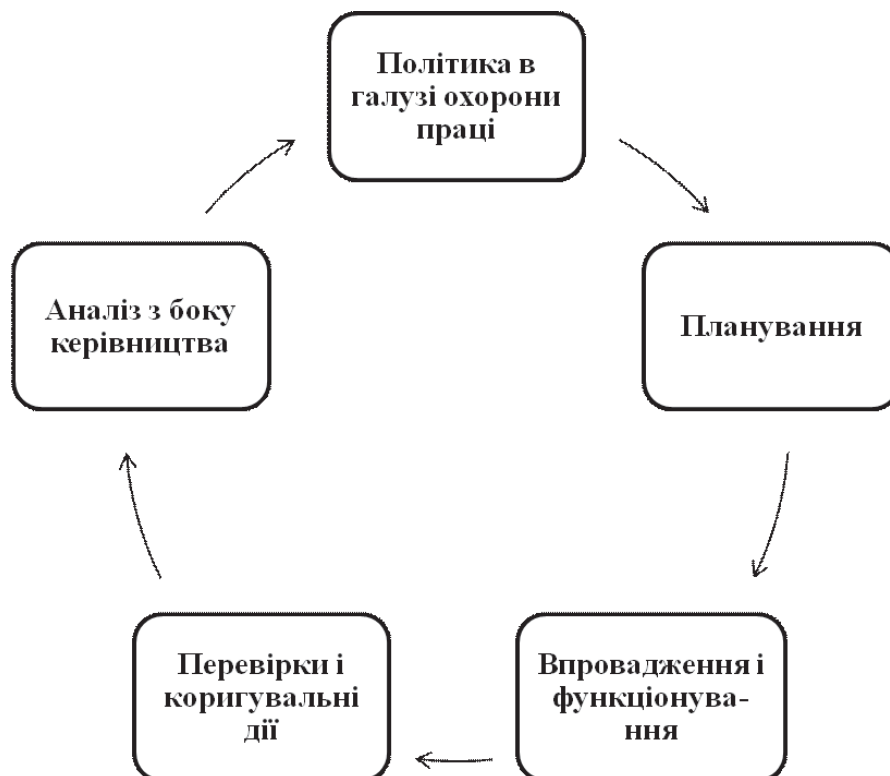 Політика в
галузі охорони
праці
Планування
Впровадження і
функціонува-
ння
Перевірки і
коригувальні
дії
Аналіз з боку
керівництва